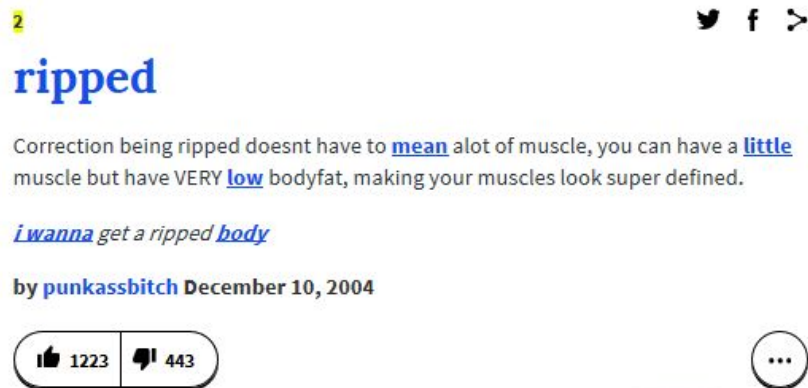 2
ripped
Correction being ripped doesnt have to mean alot of muscle, you can have a little
muscle but have VERY low bodyfat, making your muscles look super defined.
i wanna get a ripped body
by punkassbitch December 10, 2004
1223 443